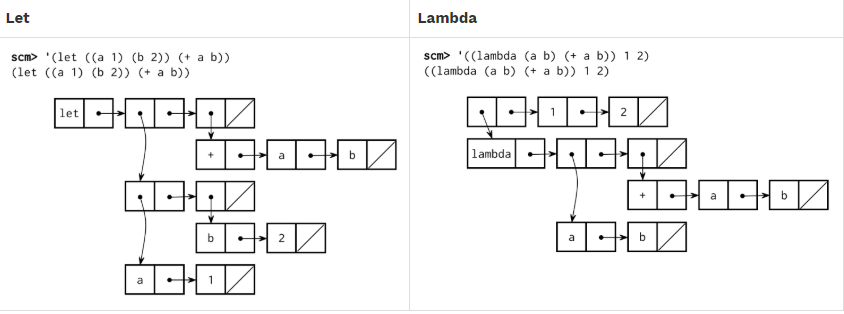 Let
scm> '(let ((a 1) (b 2)) (+ a b))
(let ((a 1) (b 2)) (+ a b))
let
+ a b
b 2
a 1
Lambda
scm> '((lambda (a b) (+ a b)) 1 2)
((lambda (a b) (+ a b)) 1 2)
1 2
lambda
+ a b
a b